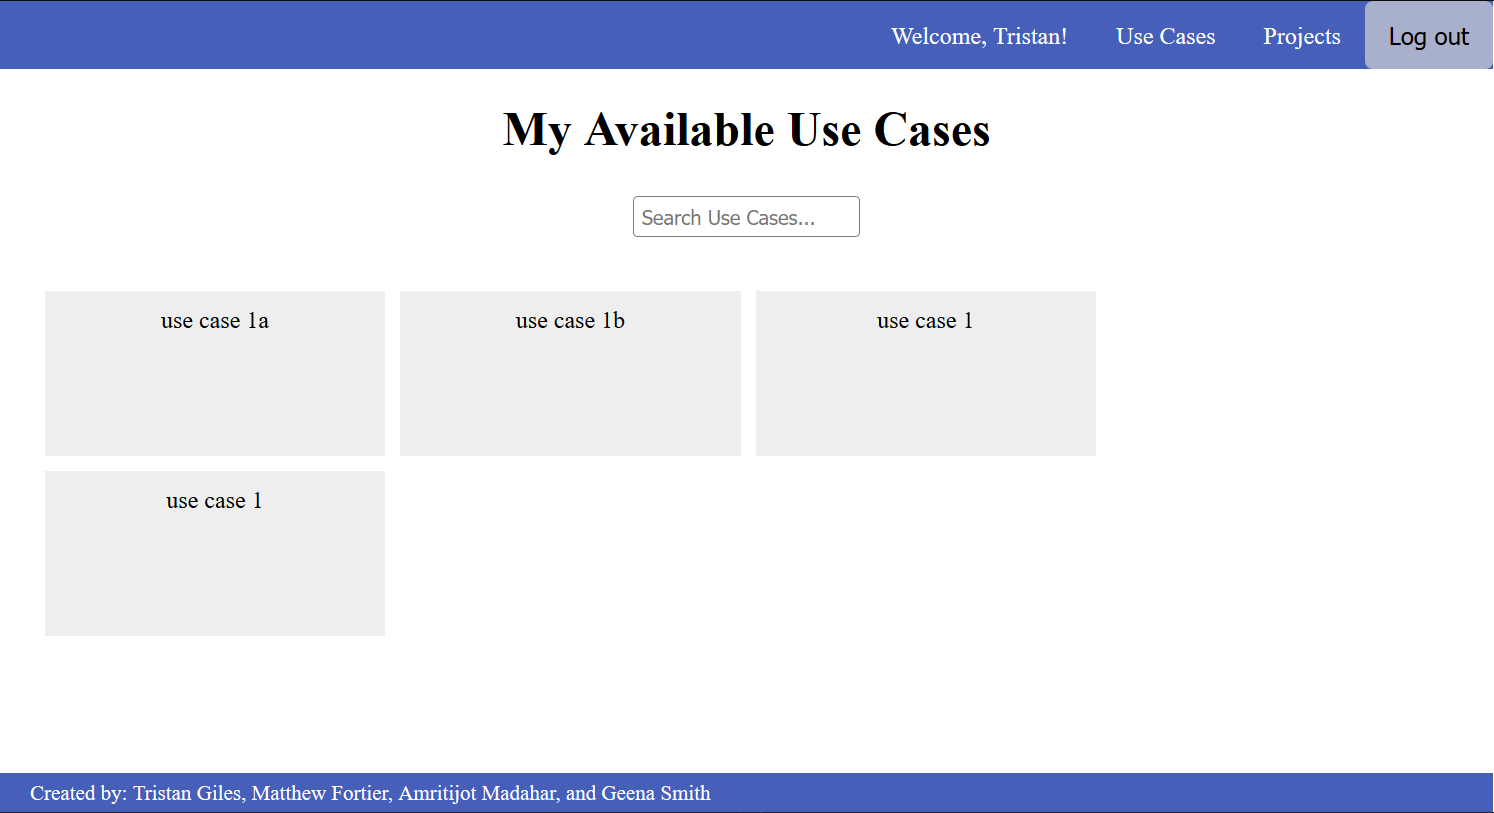 Welcome, Tristan! Use Cases Projects Log out
My Available Use Cases
Search Use Cases...
use case 1a use case 1b use case 1
use case 1
Created by: Tristan Giles, Matthew Fortier, Amritijot Madahar, and Geena Smith